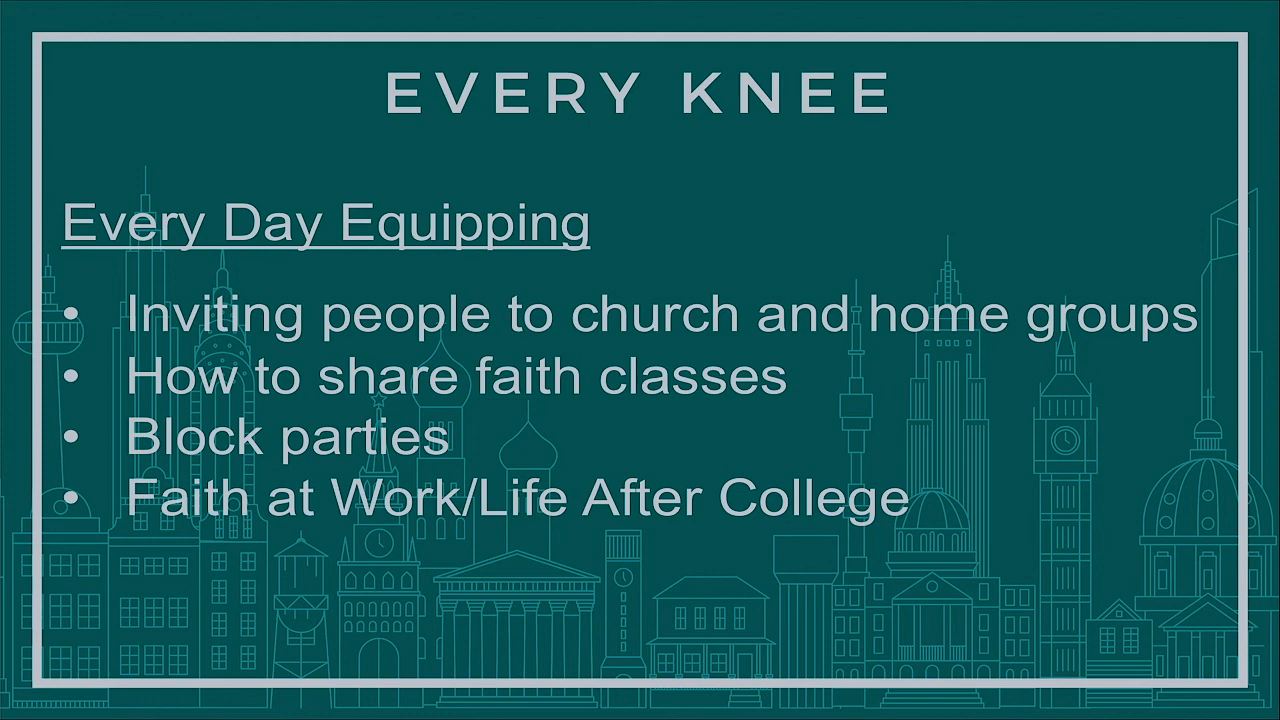 EVERY KNEE
Every Day Equipping
• Inviting people to church and home groups
• How to share faith classes
• Block parties
• Faith at Work/Life After College